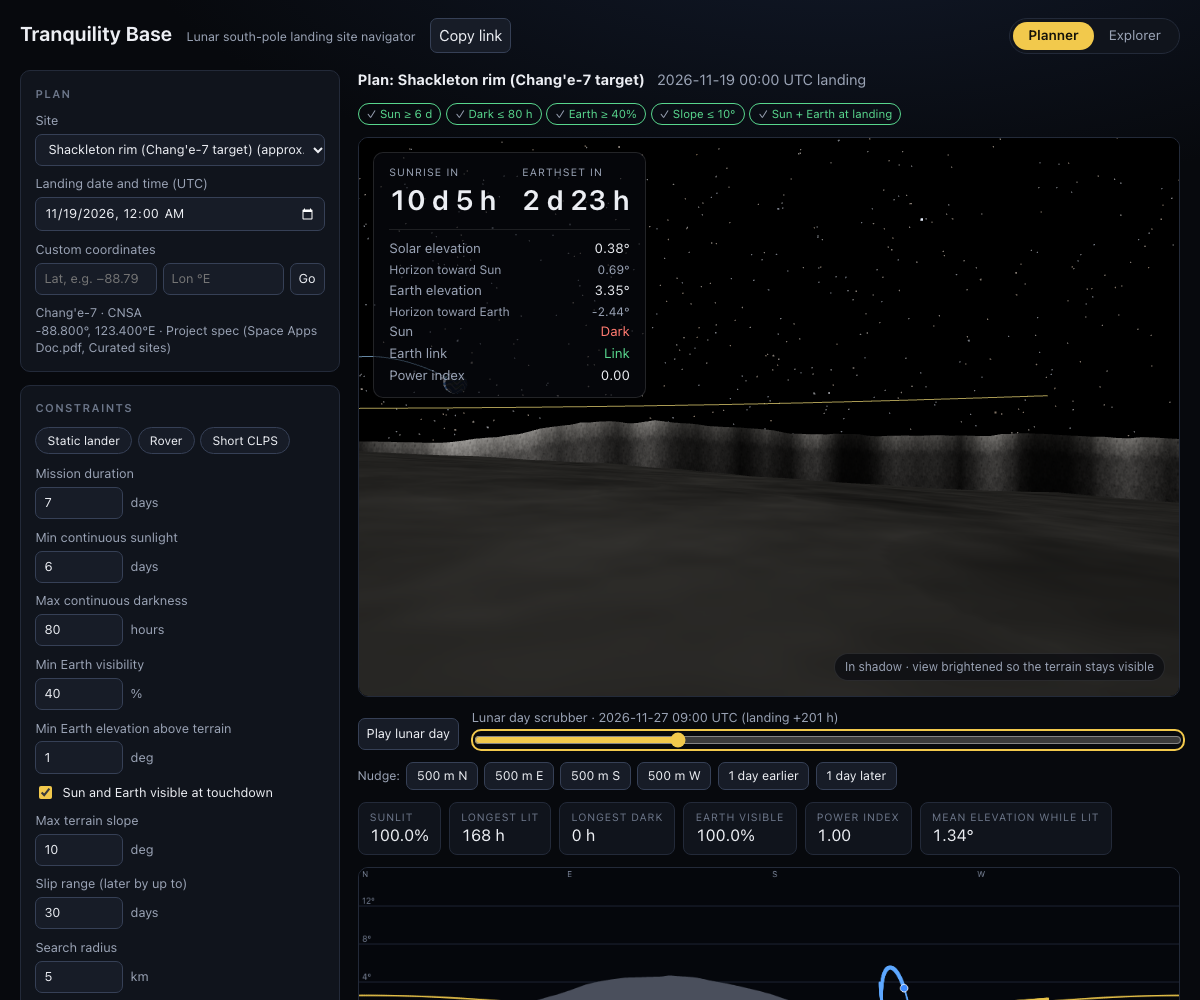 Tranquility Base
Lunar south-pole landing site navigator
Copy link
Planner
Explorer
PLAN
Site
Shackleton rim (Chang'e-7 target) (approx.
Landing date and time (UTC)
11/19/2026, 12:00 AM
Custom coordinates
Lat, e.g. −88.79
Lon °E
Go
Chang'e-7 · CNSA
-88.800°, 123.400°E · Project spec (Space Apps
Doc.pdf, Curated sites)
CONSTRAINTS
Static lander
Rover
Short CLPS
Mission duration
7 days
Min continuous sunlight
6 days
Max continuous darkness
80 hours
Min Earth visibility
40 %
Min Earth elevation above terrain
1 deg
Sun and Earth visible at touchdown
Max terrain slope
10 deg
Slip range (later by up to)
30 days
Search radius
5 km
Plan: Shackleton rim (Chang'e-7 target) 2026-11-19 00:00 UTC landing
✓ Sun ≥ 6 d
✓ Dark ≤ 80 h
✓ Earth ≥ 40%
✓ Slope ≤ 10°
✓ Sun + Earth at landing
SUNRISE IN
10 d 5 h
EARTHSET IN
2 d 23 h
Solar elevation 0.38°
Horizon toward Sun 0.69°
Earth elevation 3.35°
Horizon toward Earth -2.44°
Sun Dark
Earth link Link
Power index 0.00
In shadow · view brightened so the terrain stays visible
Play lunar day
Lunar day scrubber · 2026-11-27 09:00 UTC (landing +201 h)
Nudge:
500 m N
500 m E
500 m S
500 m W
1 day earlier
1 day later
SUNLIT
100.0%
LONGEST LIT
168 h
LONGEST DARK
0 h
EARTH VISIBLE
100.0%
POWER INDEX
1.00
MEAN ELEVATION WHILE LIT
1.34°
N E S W
12°
8°
4°